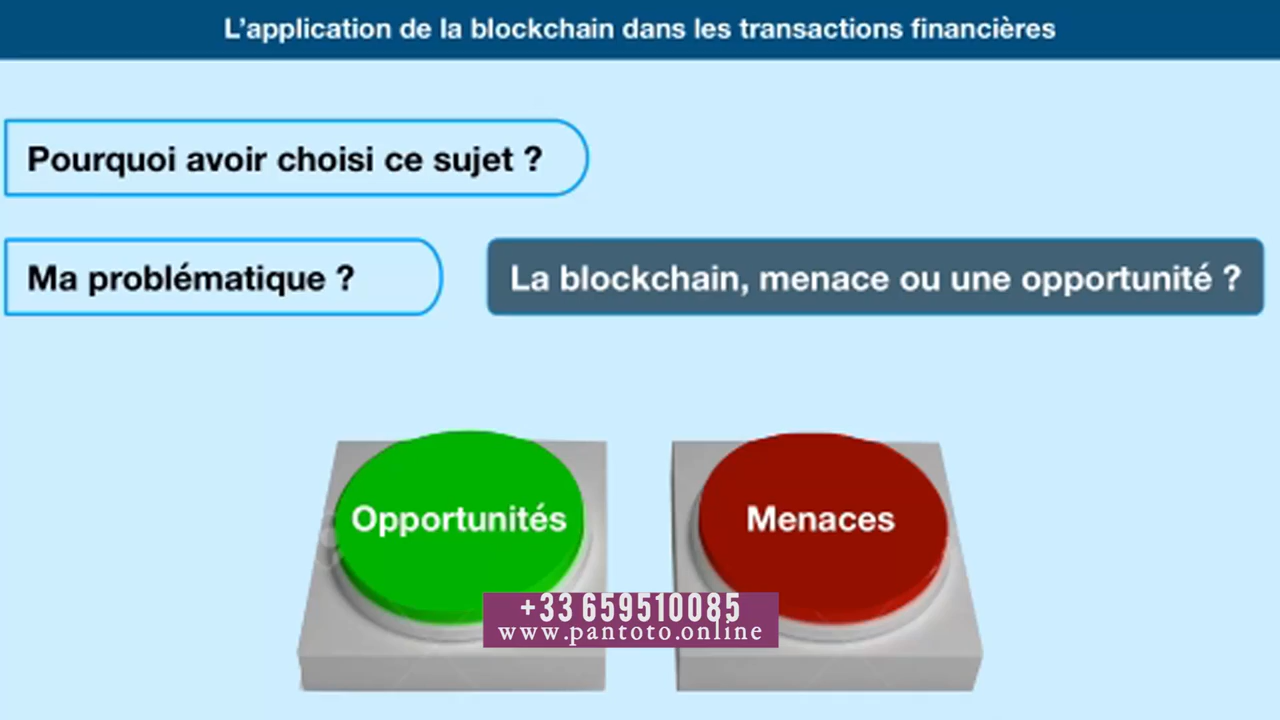 L’application de la blockchain dans les transactions financières
Pourquoi avoir choisi ce sujet ?
Ma problématique ?
La blockchain, menace ou une opportunité ?
Opportunités
Menaces
+33 659510085
www.pantoto.online